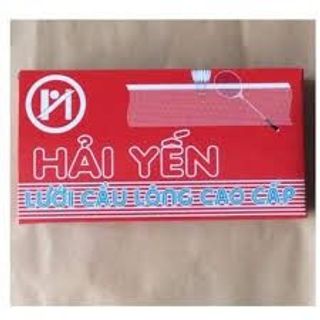 HẢI YẾN
LƯỚI CẦU LÔNG CAO CẤP